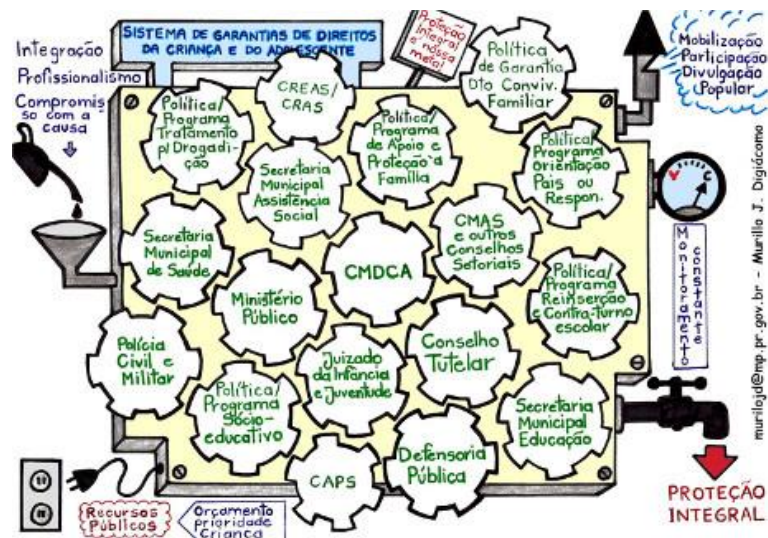 SISTEMA DE GARANTIAS DE DIREITOS
DA CRIANÇA E DO ADOLESCENTE
Integração
Profissionalismo
Compromis
so com a
causa
Proteção
Integral
é nossa
meta!
Mobilização
Participação
Divulgação
Popular
Política/
Programa
Tratamento
p/ Drogadi-
ção
CREAS/
CRAS
Política/
Programa
de Apoio e
Proteção à
Família
Política
de Garantia
Dto Conviv.
Familiar
Secretaria
Municipal
Assistência
Social
Política/
Programa
Orientação
Pais ou
Respon.
Secretaria
Municipal
de Saúde
CMDCA
CMAS
e outros
Conselhos
Setoriais
Ministério
Público
Política/
Programa
Reinserção
e Contra-turno
escolar
Polícia
Civil e
Militar
Política/
Programa
Sócio-
educativo
Juizado
da Infância
e Juventude
Conselho
Tutelar
Secretaria
Municipal
Educação
CAPS
Defensoria
Pública
V
C
Monitoramento
constante
Recursos
Públicos
Orçamento
prioridade
Criança
PROTEÇÃO
INTEGRAL
murilojd@mp.pr.gov.br - Murillo J. Digiácomo